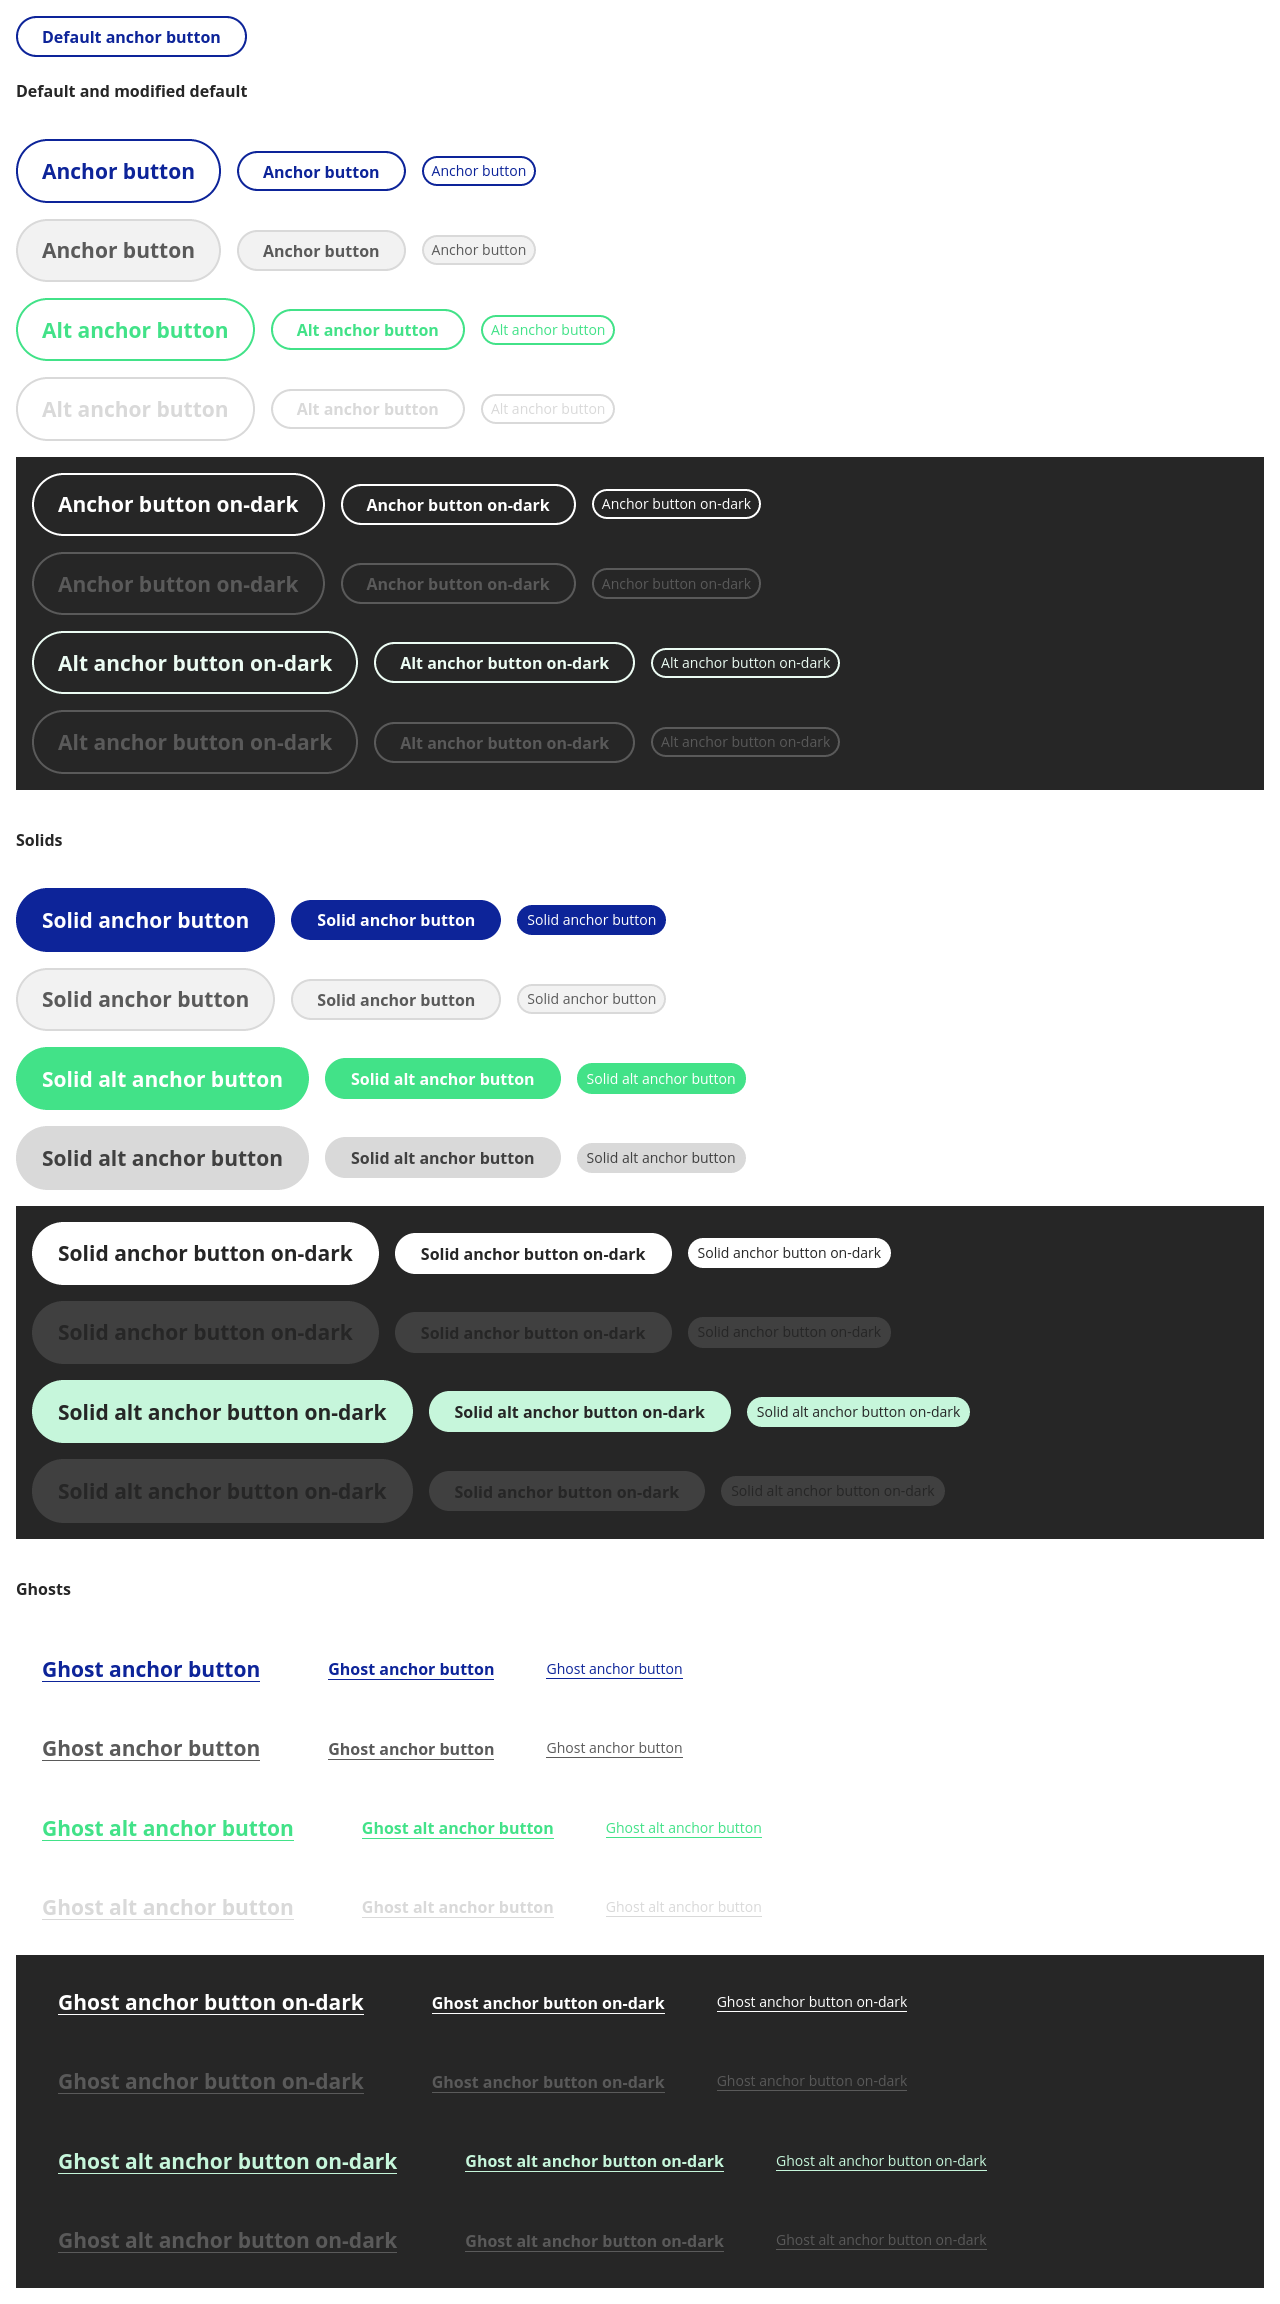 Default anchor button
Default and modified default
Anchor button Anchor button Anchor button
Anchor button Anchor button Anchor button
Alt anchor button Alt anchor button Alt anchor button
Alt anchor button Alt anchor button Alt anchor button
Anchor button on-dark Anchor button on-dark Anchor button on-dark
Anchor button on-dark Anchor button on-dark Anchor button on-dark
Alt anchor button on-dark Alt anchor button on-dark Alt anchor button on-dark
Alt anchor button on-dark Alt anchor button on-dark Alt anchor button on-dark
Solids
Solid anchor button Solid anchor button Solid anchor button
Solid anchor button Solid anchor button Solid anchor button
Solid alt anchor button Solid alt anchor button Solid alt anchor button
Solid alt anchor button Solid alt anchor button Solid alt anchor button
Solid anchor button on-dark Solid anchor button on-dark Solid anchor button on-dark
Solid anchor button on-dark Solid anchor button on-dark Solid anchor button on-dark
Solid alt anchor button on-dark Solid alt anchor button on-dark Solid alt anchor button on-dark
Solid alt anchor button on-dark Solid anchor button on-dark Solid alt anchor button on-dark
Ghosts
Ghost anchor button Ghost anchor button Ghost anchor button
Ghost anchor button Ghost anchor button Ghost anchor button
Ghost alt anchor button Ghost alt anchor button Ghost alt anchor button
Ghost alt anchor button Ghost alt anchor button Ghost alt anchor button
Ghost anchor button on-dark Ghost anchor button on-dark Ghost anchor button on-dark
Ghost anchor button on-dark Ghost anchor button on-dark Ghost anchor button on-dark
Ghost alt anchor button on-dark Ghost alt anchor button on-dark Ghost alt anchor button on-dark
Ghost alt anchor button on-dark Ghost alt anchor button on-dark Ghost alt anchor button on-dark